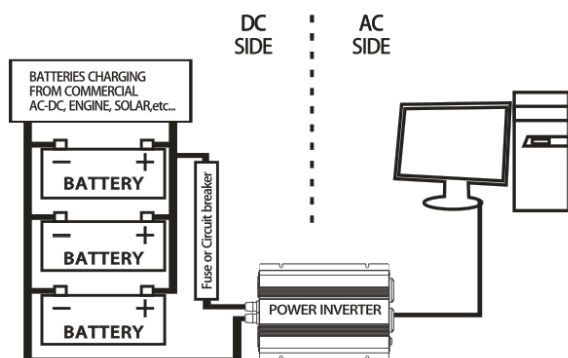 DC
SIDE
AC
SIDE
BATTERIES CHARGING
FROM COMMERCIAL
AC-DC, ENGINE, SOLAR,etc...
− +
BATTERY
Fuse or Circuit breaker
− +
BATTERY
− +
BATTERY
POWER INVERTER